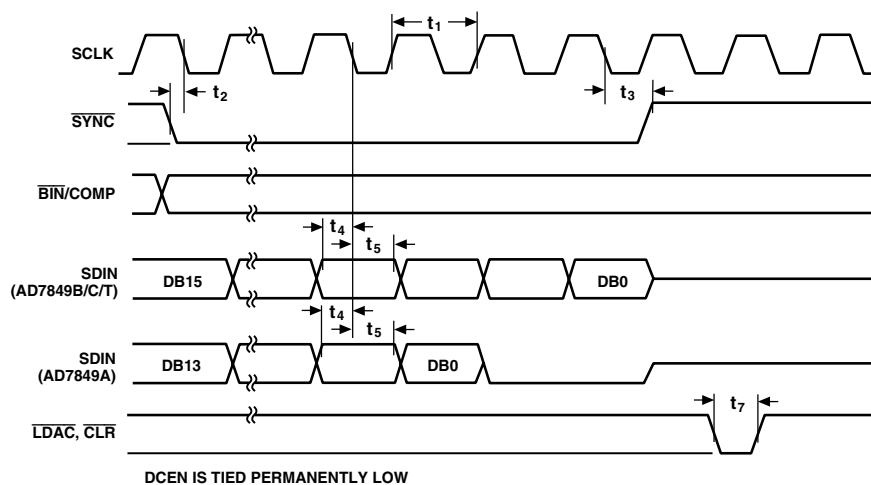 SCLK
t1
t2
t3
SYNC
BIN/COMP
t4
t5
SDIN
(AD7849B/C/T)
DB15
DB0
t4
t5
SDIN
(AD7849A)
DB13
DB0
t7
LDAC, CLR
DCEN IS TIED PERMANENTLY LOW